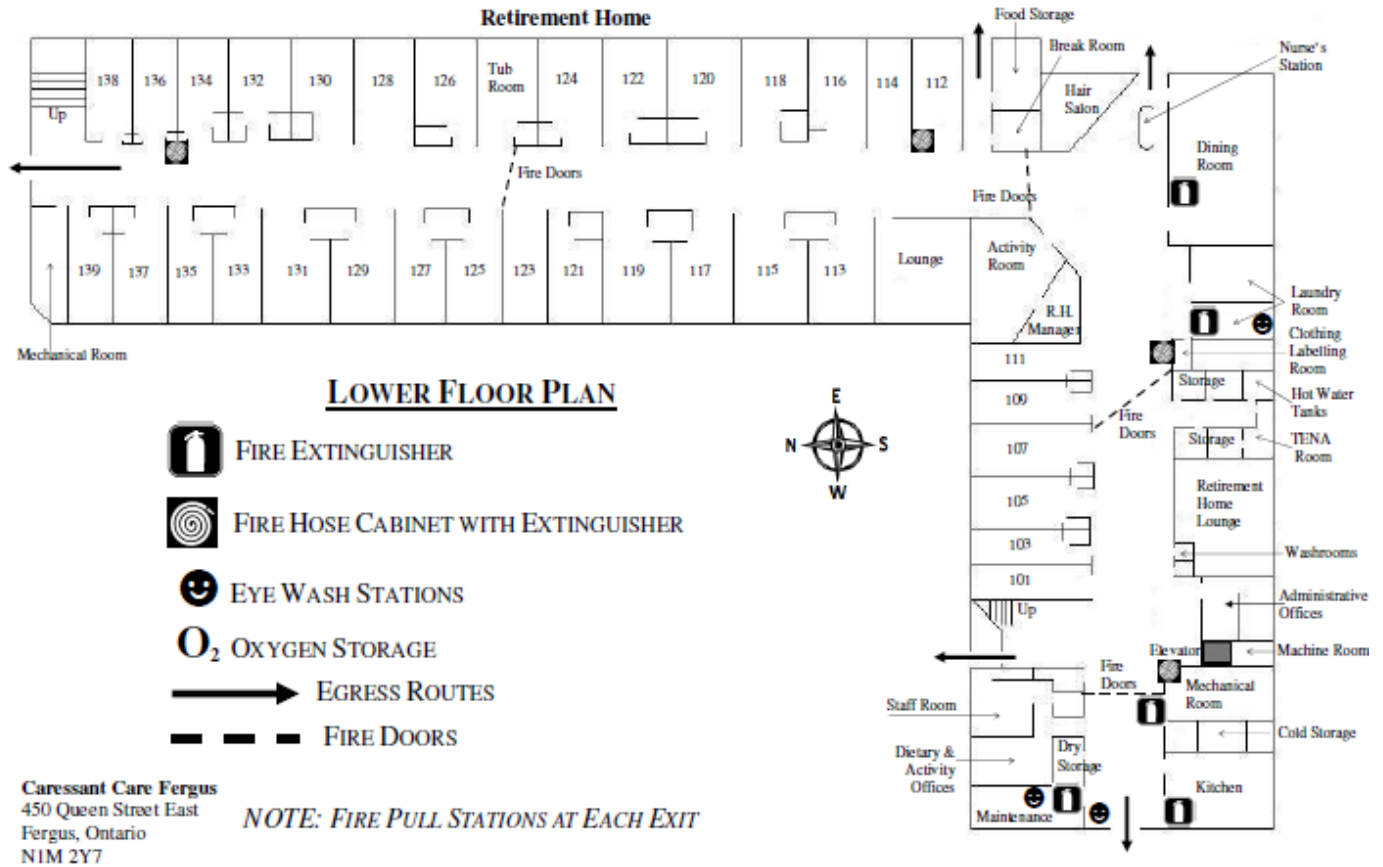 Retirement Home
Food Storage
Break Room
Nurse's
Station
138 136 134 132 130 128 126 Tub
Room 124 122 120 118 116 114 112
Hair
Salon
Up
Dining
Room
Fire Doors
Fire Doors
139 137 135 133 131 129 127 125 123 121 119 117 115 113 Lounge
Activity
Room
R.H.
Manager
Mechanical Room
Laundry
Room
Clothing
Labelling
Room
Storage
Hot Water
Tanks
Fire
Doors
Storage
TENA
Room
111
109
107
105
103
101
Up
Retirement
Home
Lounge
Washrooms
Administrative
Offices
Elevator
Machine Room
Fire
Doors
Mechanical
Room
Staff Room
Cold Storage
Dietary &
Activity
Offices
Dry
Storage
Kitchen
Maintenance
LOWER FLOOR PLAN
FIRE EXTINGUISHER
FIRE HOSE CABINET WITH EXTINGUISHER
EYE WASH STATIONS
O₂ OXYGEN STORAGE
EGRESS ROUTES
FIRE DOORS
E
N S
W
Caressant Care Fergus
450 Queen Street East
Fergus, Ontario
N1M 2Y7
NOTE: FIRE PULL STATIONS AT EACH EXIT